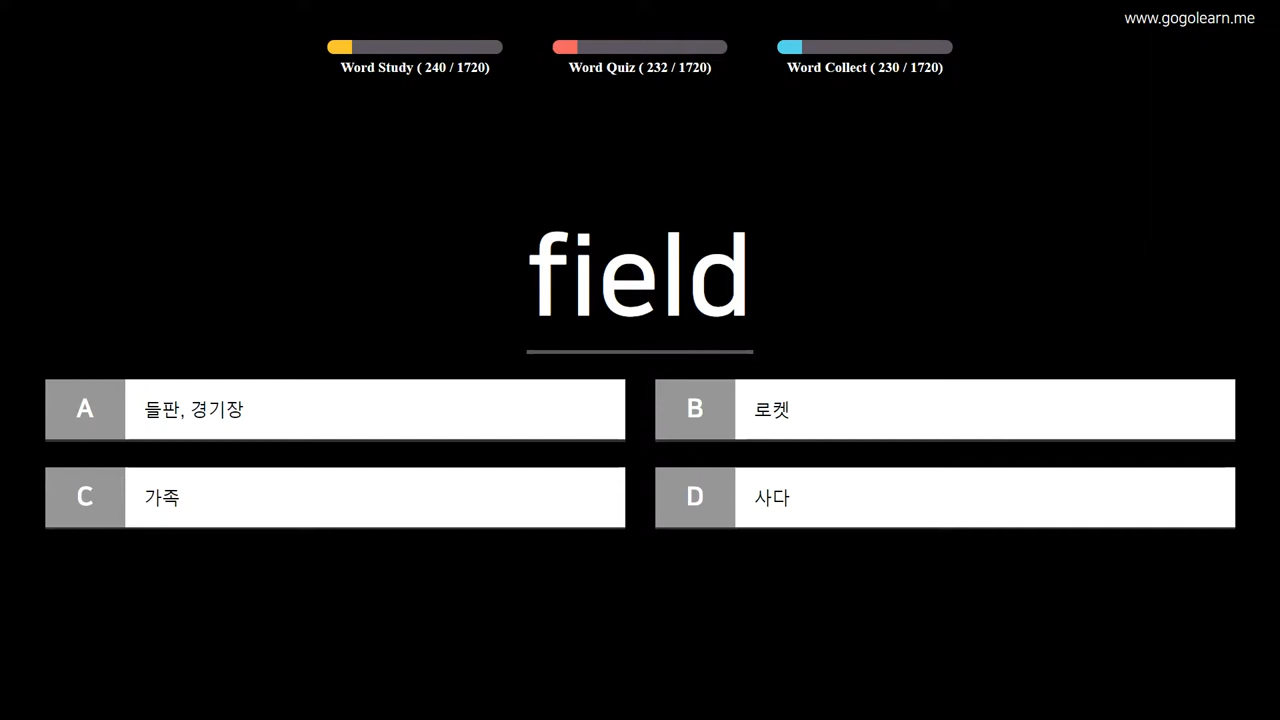 www.gogolearn.me
Word Study ( 240 / 1720)
Word Quiz ( 232 / 1720)
Word Collect ( 230 / 1720)
field
A 들판, 경기장
B 로켓
C 가족
D 사다